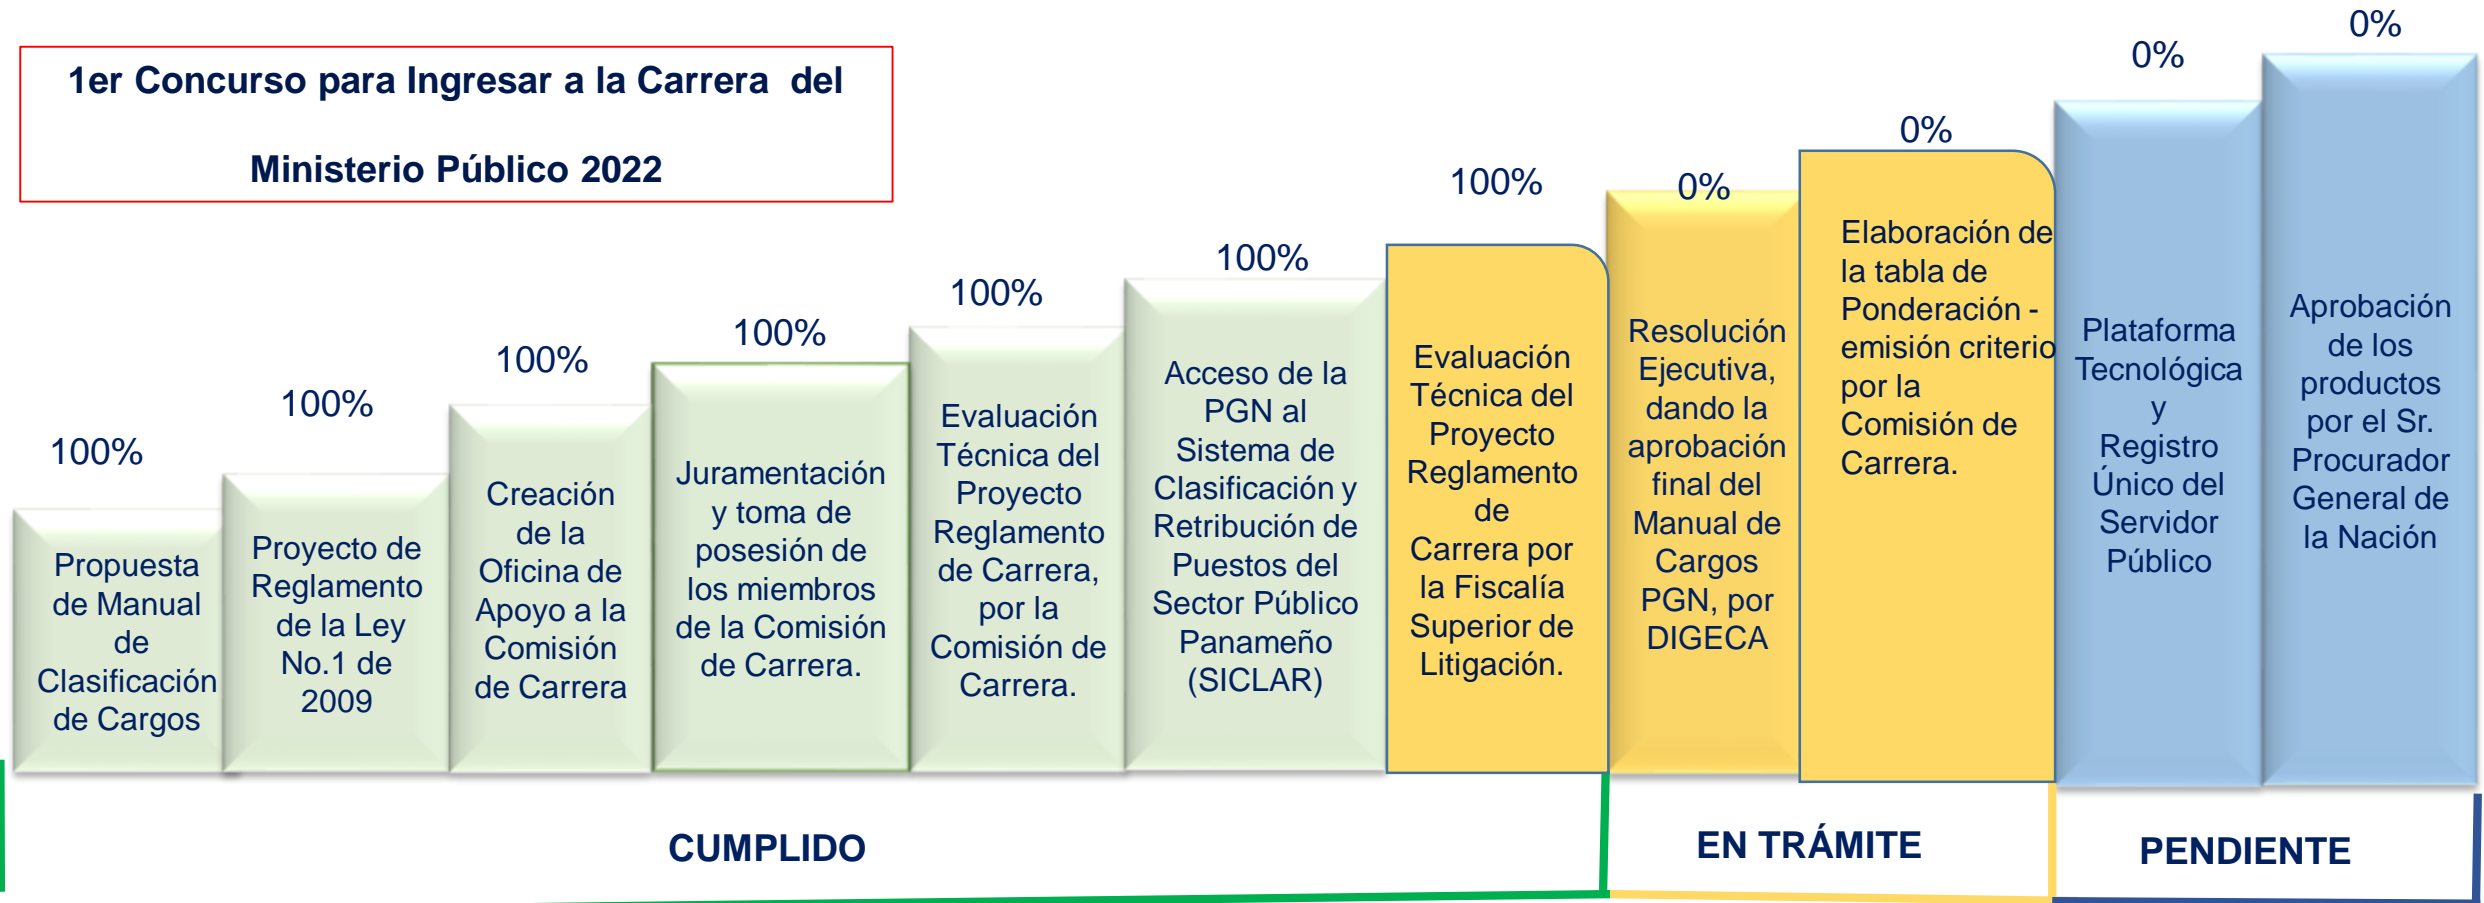 1er Concurso para Ingresar a la Carrera del
Ministerio Público 2022
100%
Propuesta
de Manual
de
Clasificación
de Cargos
100%
Proyecto de
Reglamento
de la Ley
No.1 de
2009
100%
Creación
de la
Oficina de
Apoyo a la
Comisión
de Carrera
100%
Juramentación
y toma de
posesión de
los miembros
de la Comisión
de Carrera.
100%
Evaluación
Técnica del
Proyecto
Reglamento
de Carrera,
por la
Comisión de
Carrera.
100%
Acceso de la
PGN al
Sistema de
Clasificación y
Retribución de
Puestos del
Sector Público
Panameño
(SICLAR)
100%
Evaluación
Técnica del
Proyecto
Reglamento
de
Carrera por
la Fiscalía
Superior de
Litigación.
0%
Resolución
Ejecutiva,
dando la
aprobación
final del
Manual de
Cargos
PGN, por
DIGECA
0%
Elaboración de
la tabla de
Ponderación -
emisión criterio
por la
Comisión de
Carrera.
0%
Plataforma
Tecnológica
y
Registro
Único del
Servidor
Público
0%
Aprobación
de los
productos
por el Sr.
Procurador
General de
la Nación
CUMPLIDO
EN TRÁMITE
PENDIENTE